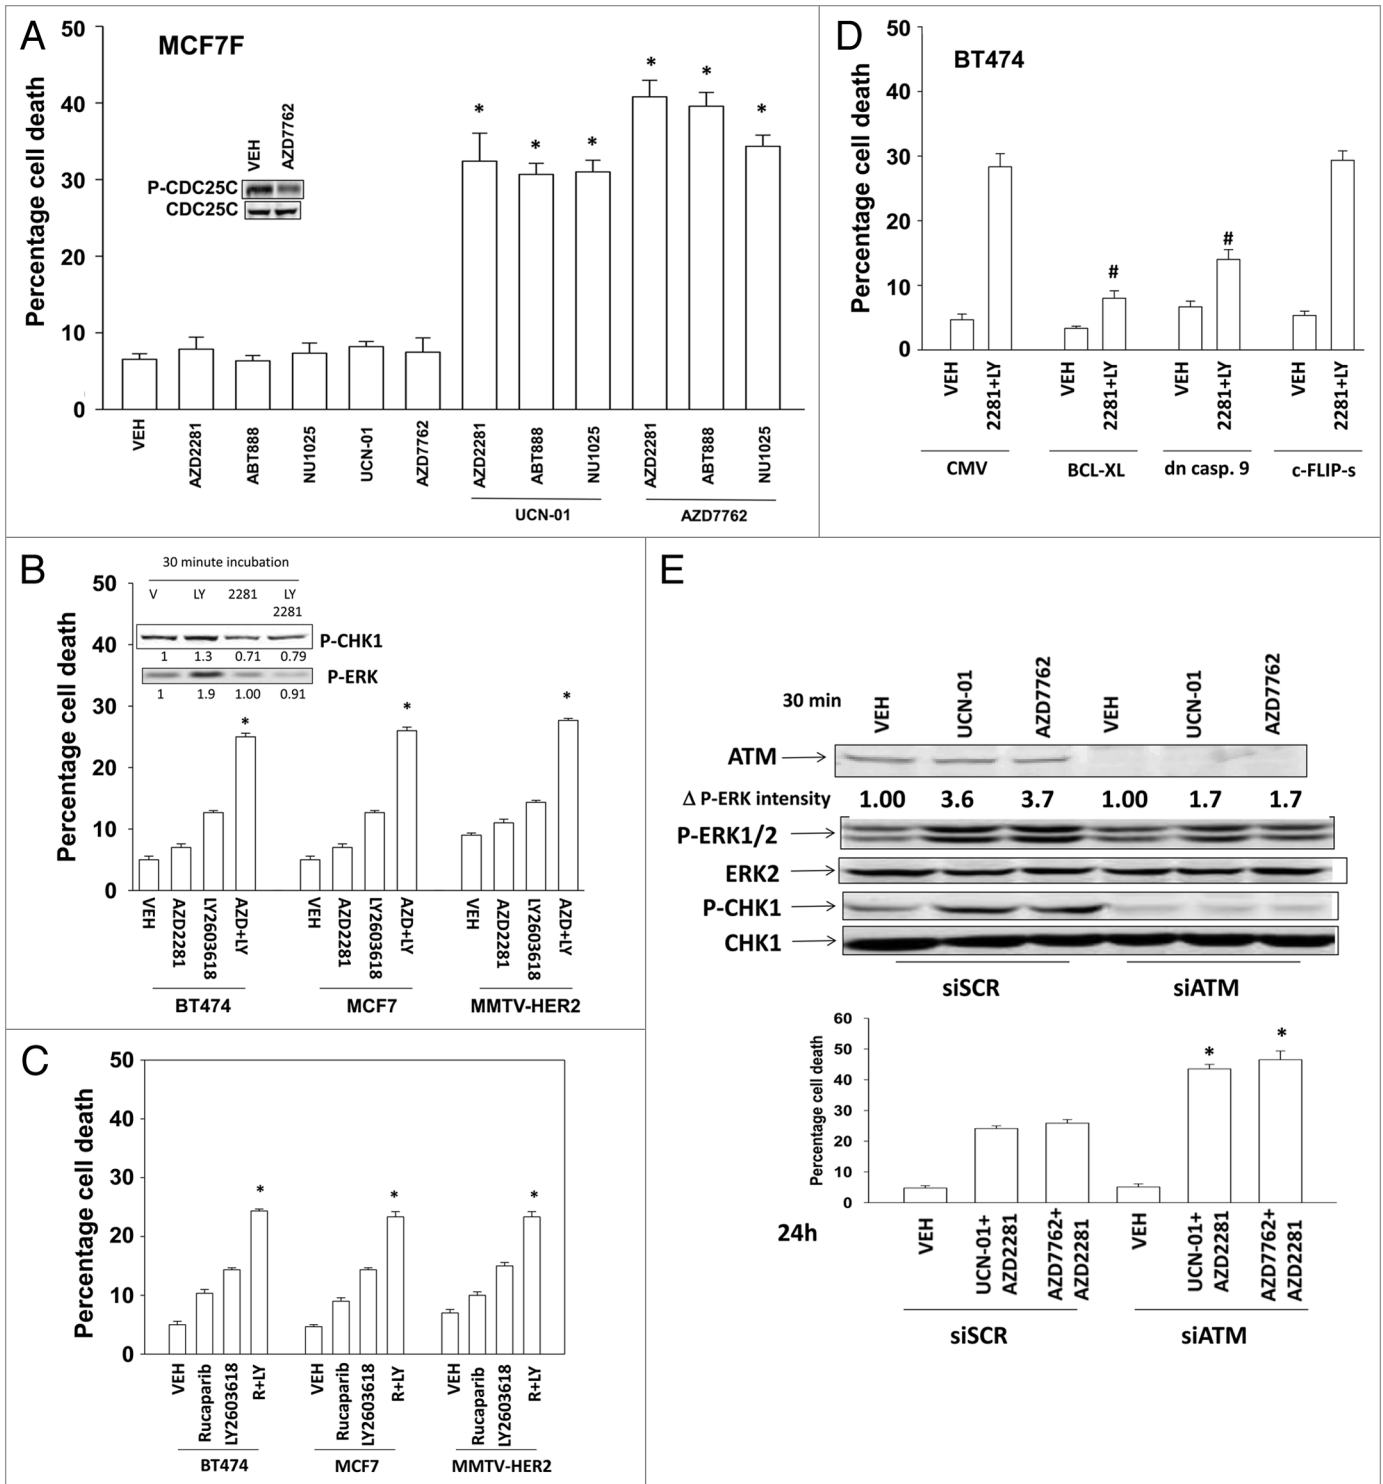 A
MCF7F
Percentage cell death
50
40
30
20
10
0
VEH
AZD7762
P-CDC25C
CDC25C
*
*
*
*
*
*
VEH
AZD2281
ABT888
NU1025
UCN-01
AZD7762
AZD2281
ABT888
NU1025
AZD2281
ABT888
NU1025
UCN-01
AZD7762
D
BT474
Percentage cell death
50
40
30
20
10
0
#
#
VEH
2281+LY
VEH
2281+LY
VEH
2281+LY
VEH
2281+LY
CMV
BCL-XL
dn casp. 9
c-FLIP-s
B
30 minute incubation
V LY 2281 LY
2281
P-CHK1
1 1.3 0.71 0.79
P-ERK
1 1.9 1.00 0.91
Percentage cell death
50
40
30
20
10
0
*
*
*
VEH
AZD2281
LY2603618
AZD+LY
VEH
AZD2281
LY2603618
AZD+LY
VEH
AZD2281
LY2603618
AZD+LY
BT474
MCF7
MMTV-HER2
C
Percentage cell death
50
40
30
20
10
0
*
*
*
VEH
Rucaparib
LY2603618
R+LY
VEH
Rucaparib
LY2603618
R+LY
VEH
Rucaparib
LY2603618
R+LY
BT474
MCF7
MMTV-HER2
E
30 min
VEH
UCN-01
AZD7762
VEH
UCN-01
AZD7762
ATM
Δ P-ERK intensity 1.00 3.6 3.7 1.00 1.7 1.7
P-ERK1/2
ERK2
P-CHK1
CHK1
siSCR
siATM
Percentage cell death
60
50
40
30
20
10
0
*
*
24h
VEH
UCN-01+
AZD2281
AZD7762+
AZD2281
VEH
UCN-01+
AZD2281
AZD7762+
AZD2281
siSCR
siATM